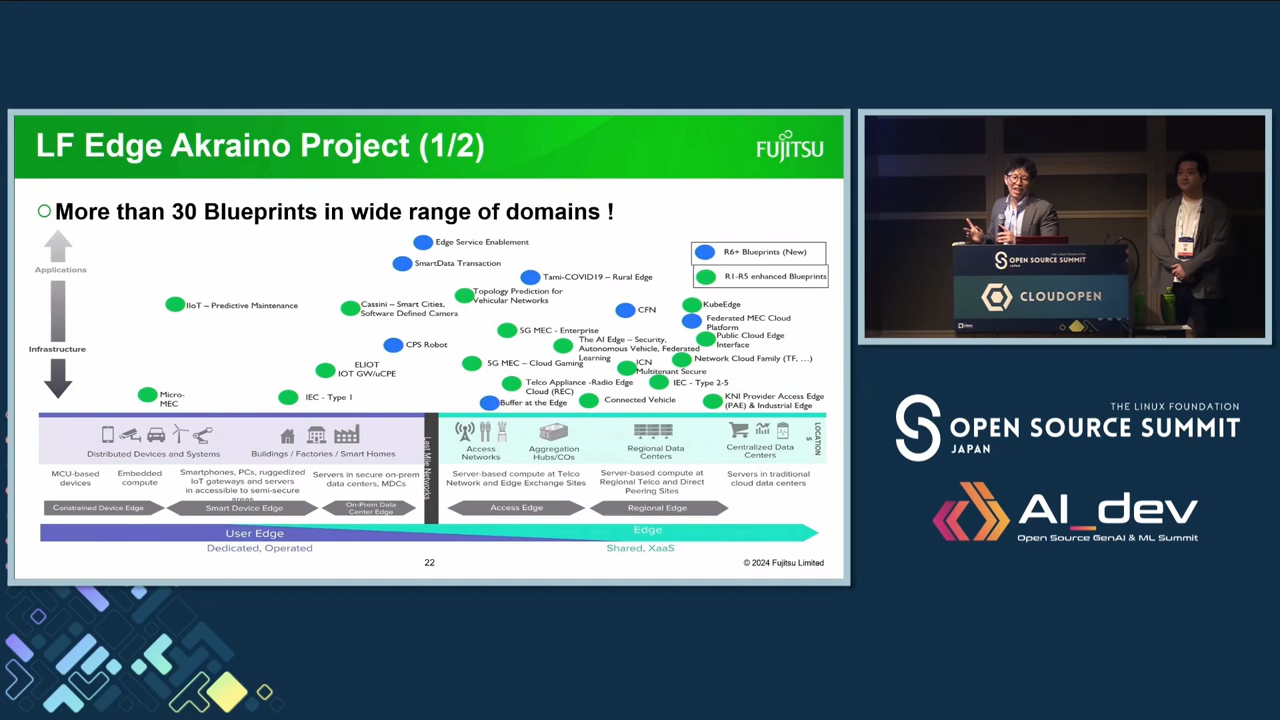 LF Edge Akraino Project (1/2)
FUJITSU
More than 30 Blueprints in wide range of domains !
Applications
Infrastructure
Edge Service Enablement
SmartData Transaction
Tami-COVID19 – Rural Edge
R6+ Blueprints (New)
R1-R5 enhanced Blueprints
IIoT – Predictive Maintenance
Cassini – Smart Cities,
Software Defined Camera
Topology Prediction for
Vehicular Networks
CFN
KubeEdge
Federated MEC Cloud
Platform
Public Cloud Edge
Interface
5G MEC - Enterprise
The AI Edge – Security,
Autonomous Vehicle, Federated
Learning
CPS Robot
5G MEC – Cloud Gaming
ICN
Multitenant Secure
Network Cloud Family (TF, ...)
ELIOT
IOT GW/uCPE
Telco Appliance -Radio Edge
Cloud (REC)
IEC - Type 2-5
Micro-
MEC
IEC - Type 1
Buffer at the Edge
Connected Vehicle
KNI Provider Access Edge
(PAE) & Industrial Edge
Distributed Devices and Systems
Buildings / Factories / Smart Homes
Last Mile Networks
Access
Networks
Aggregation
Hubs/COs
Regional Data
Centers
Centralized Data
Centers
LOCATION
S
MCU-based
devices
Embedded
compute
Smartphones, PCs, ruggedized
IoT gateways and servers
in accessible to semi-secure
areas
Servers in secure on-prem
data centers, MDCs
Server-based compute at Telco
Network and Edge Exchange Sites
Server-based compute at
Regional Telco and Direct
Peering Sites
Servers in traditional
cloud data centers
Constrained Device Edge
Smart Device Edge
On-Prem Data
Center Edge
Access Edge
Regional Edge
User Edge
Edge
Dedicated, Operated
Shared, XaaS
22
© 2024 Fujitsu Limited
OPEN SOURCE SUMMIT
JAPAN
CLOUDOPEN
THE LINUX FOUNDATION
OPEN SOURCE SUMMIT
JAPAN
AI_dev
Open Source GenAI & ML Summit